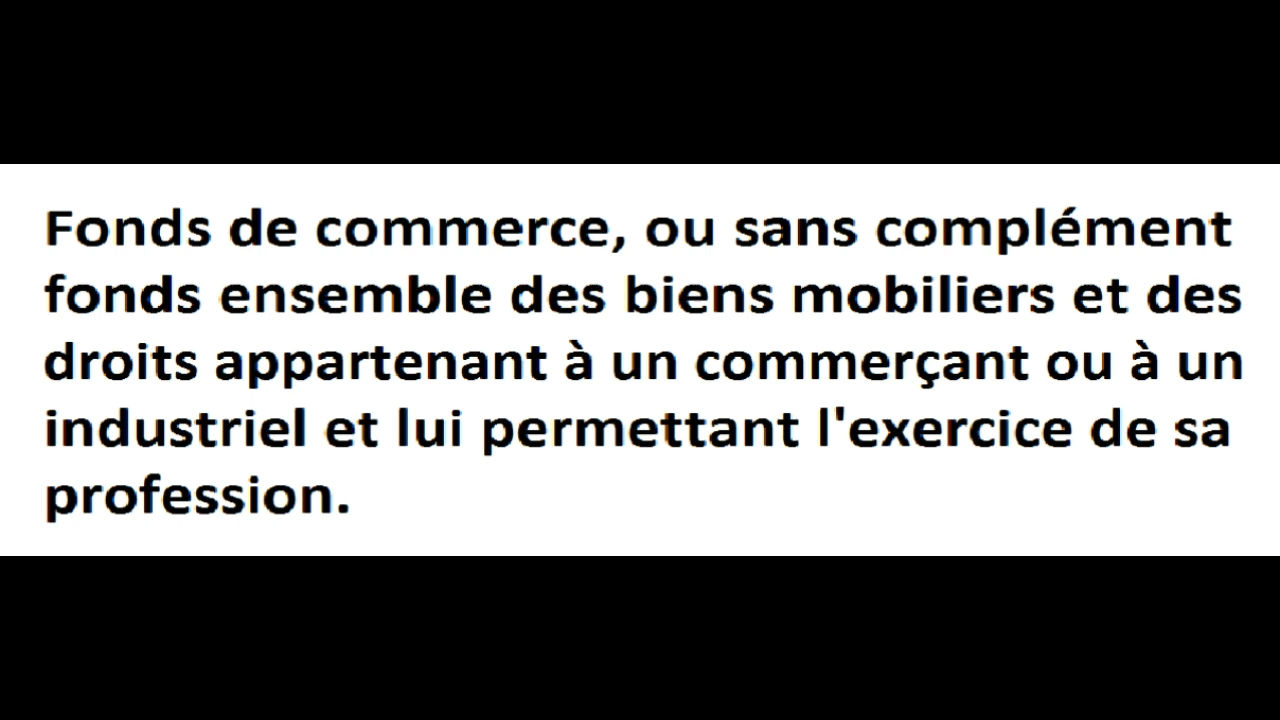 Fonds de commerce, ou sans complément
fonds ensemble des biens mobiliers et des
droits appartenant à un commerçant ou à un
industriel et lui permettant l'exercice de sa
profession.